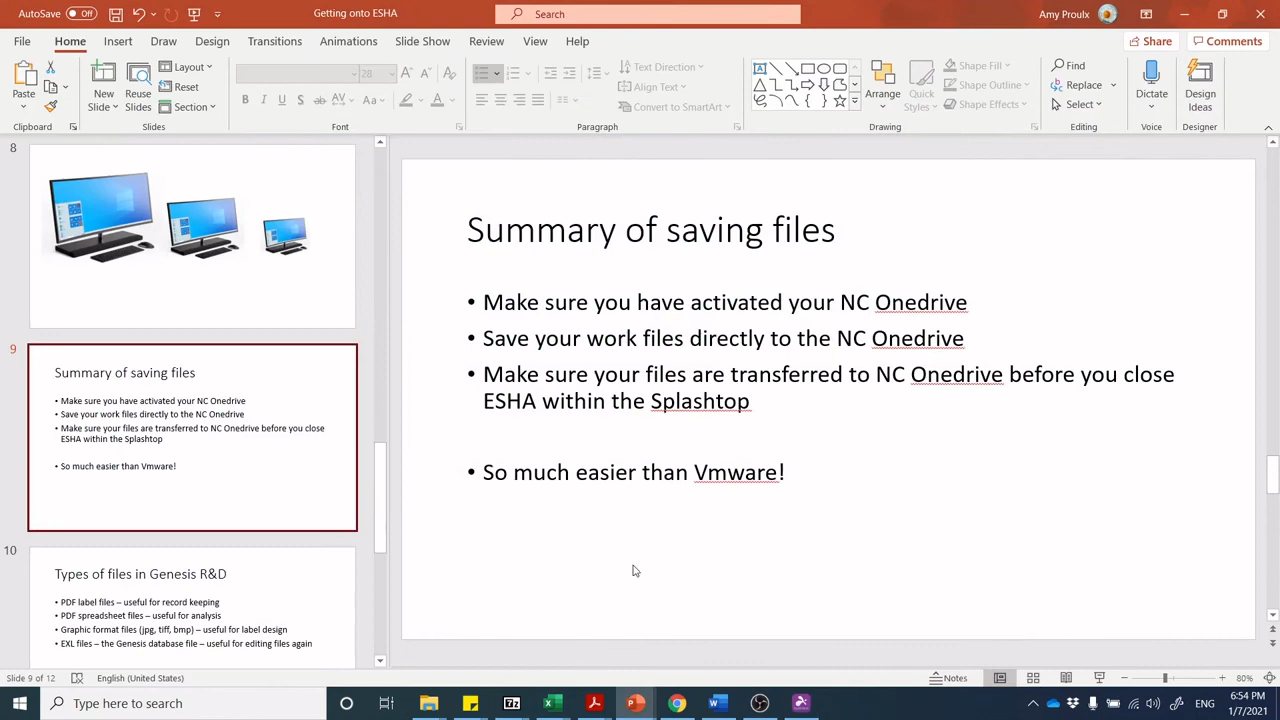 AutoSave Off
Getting onto ESHA
Search
Amy Proulx
File Home Insert Draw Design Transitions Animations Slide Show Review View Help
Share Comments
Paste
New Slide
Reuse Slides
Layout
Reset
Section
28
B I U S ab AV Aa A
Text Direction
Align Text
Convert to SmartArt
Arrange
Quick Styles
Shape Fill
Shape Outline
Shape Effects
Find
Replace
Select
Dictate
Design Ideas
Clipboard Slides Font Paragraph Drawing Editing Voice Designer
8
9
Summary of saving files
• Make sure you have activated your NC Onedrive
• Save your work files directly to the NC Onedrive
• Make sure your files are transferred to NC Onedrive before you close
ESHA within the Splashtop
• So much easier than Vmware!
10
Types of files in Genesis R&D
• PDF label files – useful for record keeping
• PDF spreadsheet files – useful for analysis
• Graphic format files (jpg, tiff, bmp) – useful for label design
• EXL files – the Genesis database file – useful for editing files again
Summary of saving files
• Make sure you have activated your NC Onedrive
• Save your work files directly to the NC Onedrive
• Make sure your files are transferred to NC Onedrive before you close
ESHA within the Splashtop
• So much easier than Vmware!
Slide 9 of 12
English (United States)
Notes
80%
Type here to search
ENG
6:54 PM
1/7/2021